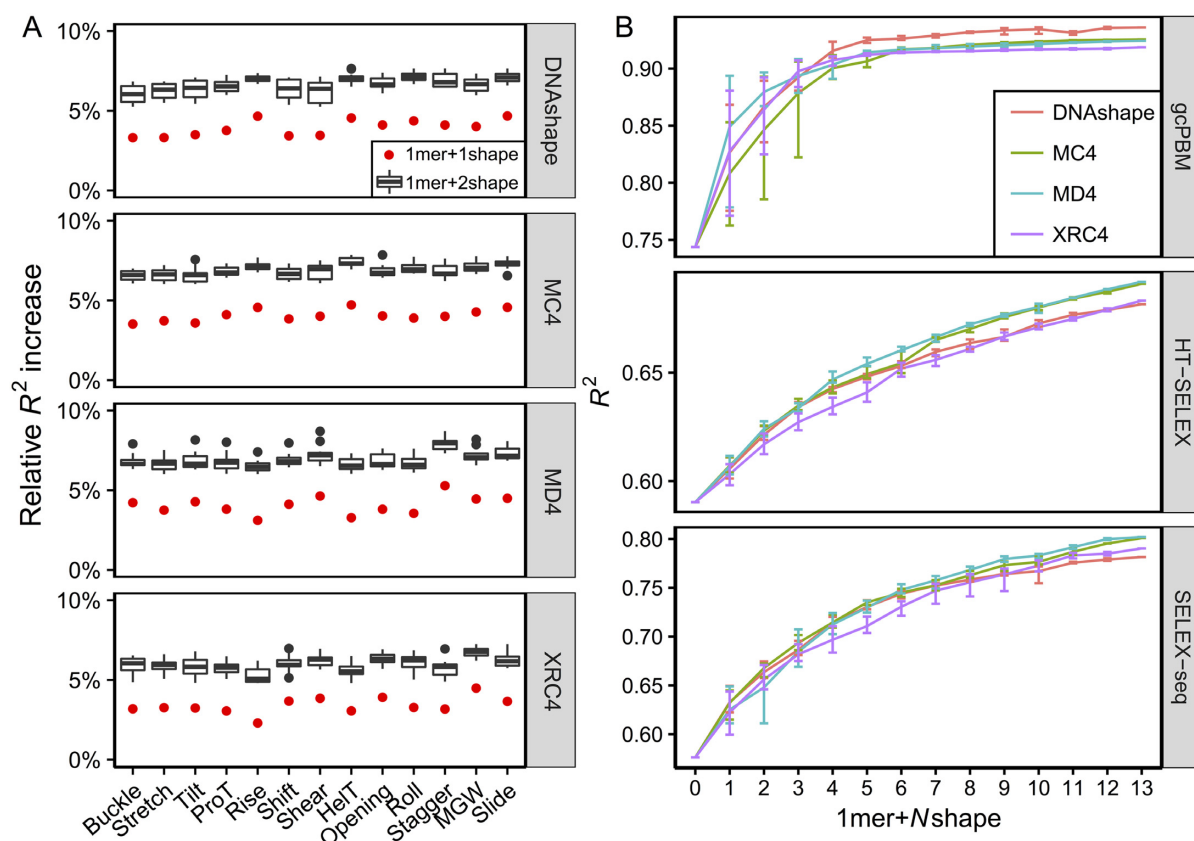 A
Relative R² increase
10%
5%
0%
DNAshape
1mer+1shape
1mer+2shape
10%
5%
0%
MC4
10%
5%
0%
MD4
10%
5%
0%
XRC4
Buckle
Stretch
Tilt
ProT
Rise
Shift
Shear
HelT
Opening
Roll
Stagger
MGW
Slide
B
R²
0.90
0.85
0.80
0.75
gcPBM
DNAshape
MC4
MD4
XRC4
0.65
0.60
HT−SELEX
0.80
0.75
0.70
0.65
0.60
SELEX−seq
0 1 2 3 4 5 6 7 8 9 10 11 12 13
1mer+Nshape